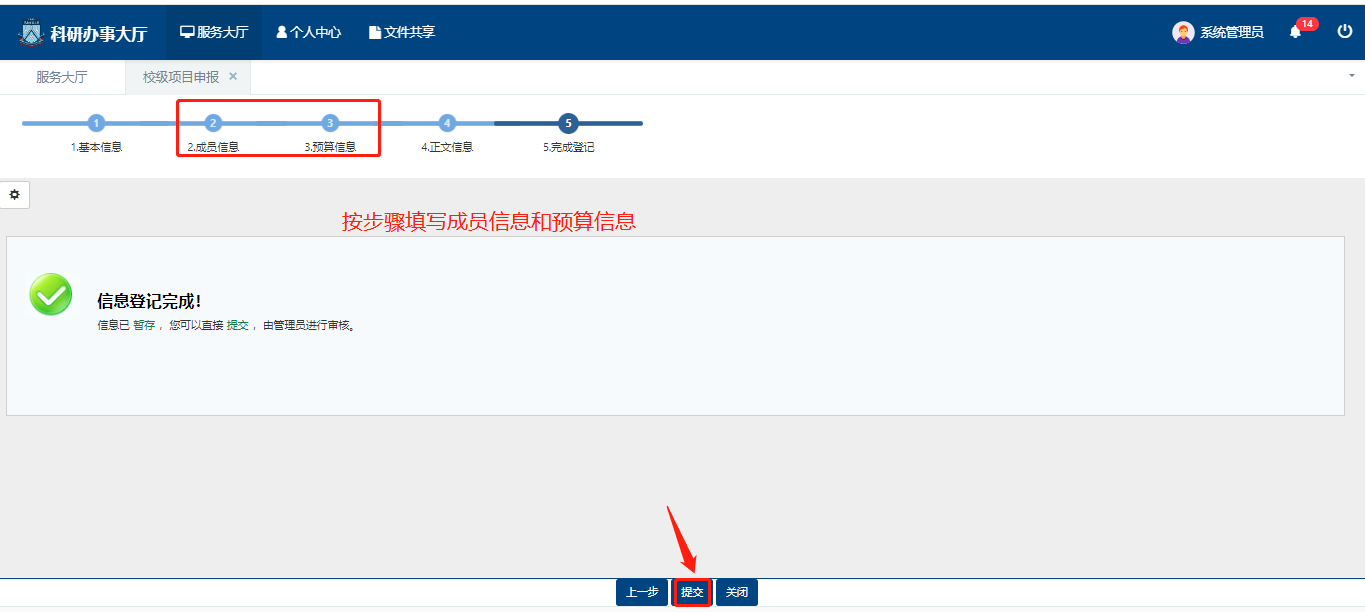 科研办事大厅 服务大厅 个人中心 文件共享 系统管理员 14
服务大厅 校级项目申报 ×
1 2 3 4 5
1.基本信息 2.成员信息 3.预算信息 4.正文信息 5.完成登记
按步骤填写成员信息和预算信息
信息登记完成!
信息已 暂存 ，您可以直接 提交 ，由管理员进行审核。
上一步 提交 关闭